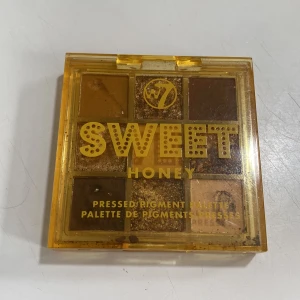 W7
SWEET
HONEY
PRESSED PIGMENT PALETTE
PALETTE DE PIGMENTS PRESSÉS